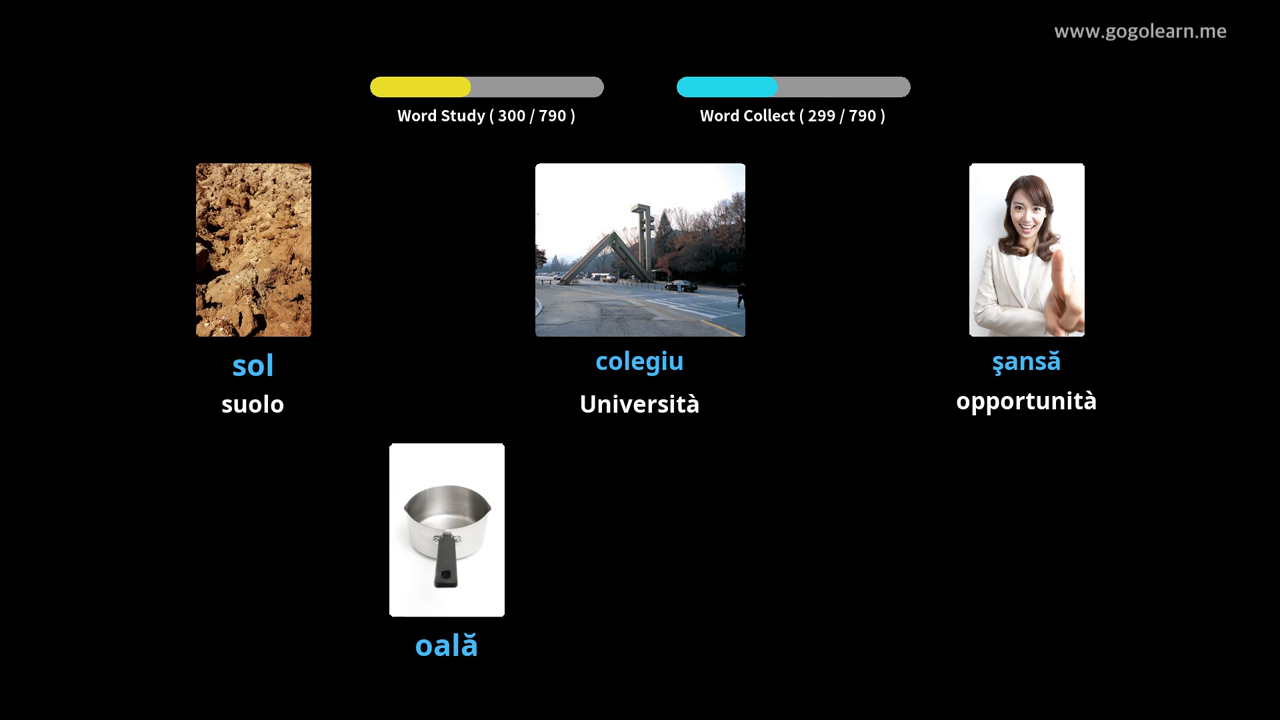 www.gogolearn.me
Word Study ( 300 / 790 )
Word Collect ( 299 / 790 )
sol
suolo
colegiu
Università
şansă
opportunità
oală